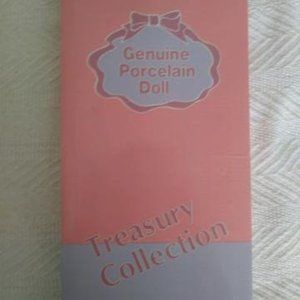 Genuine
Porcelain
Doll
Treasury
Collection